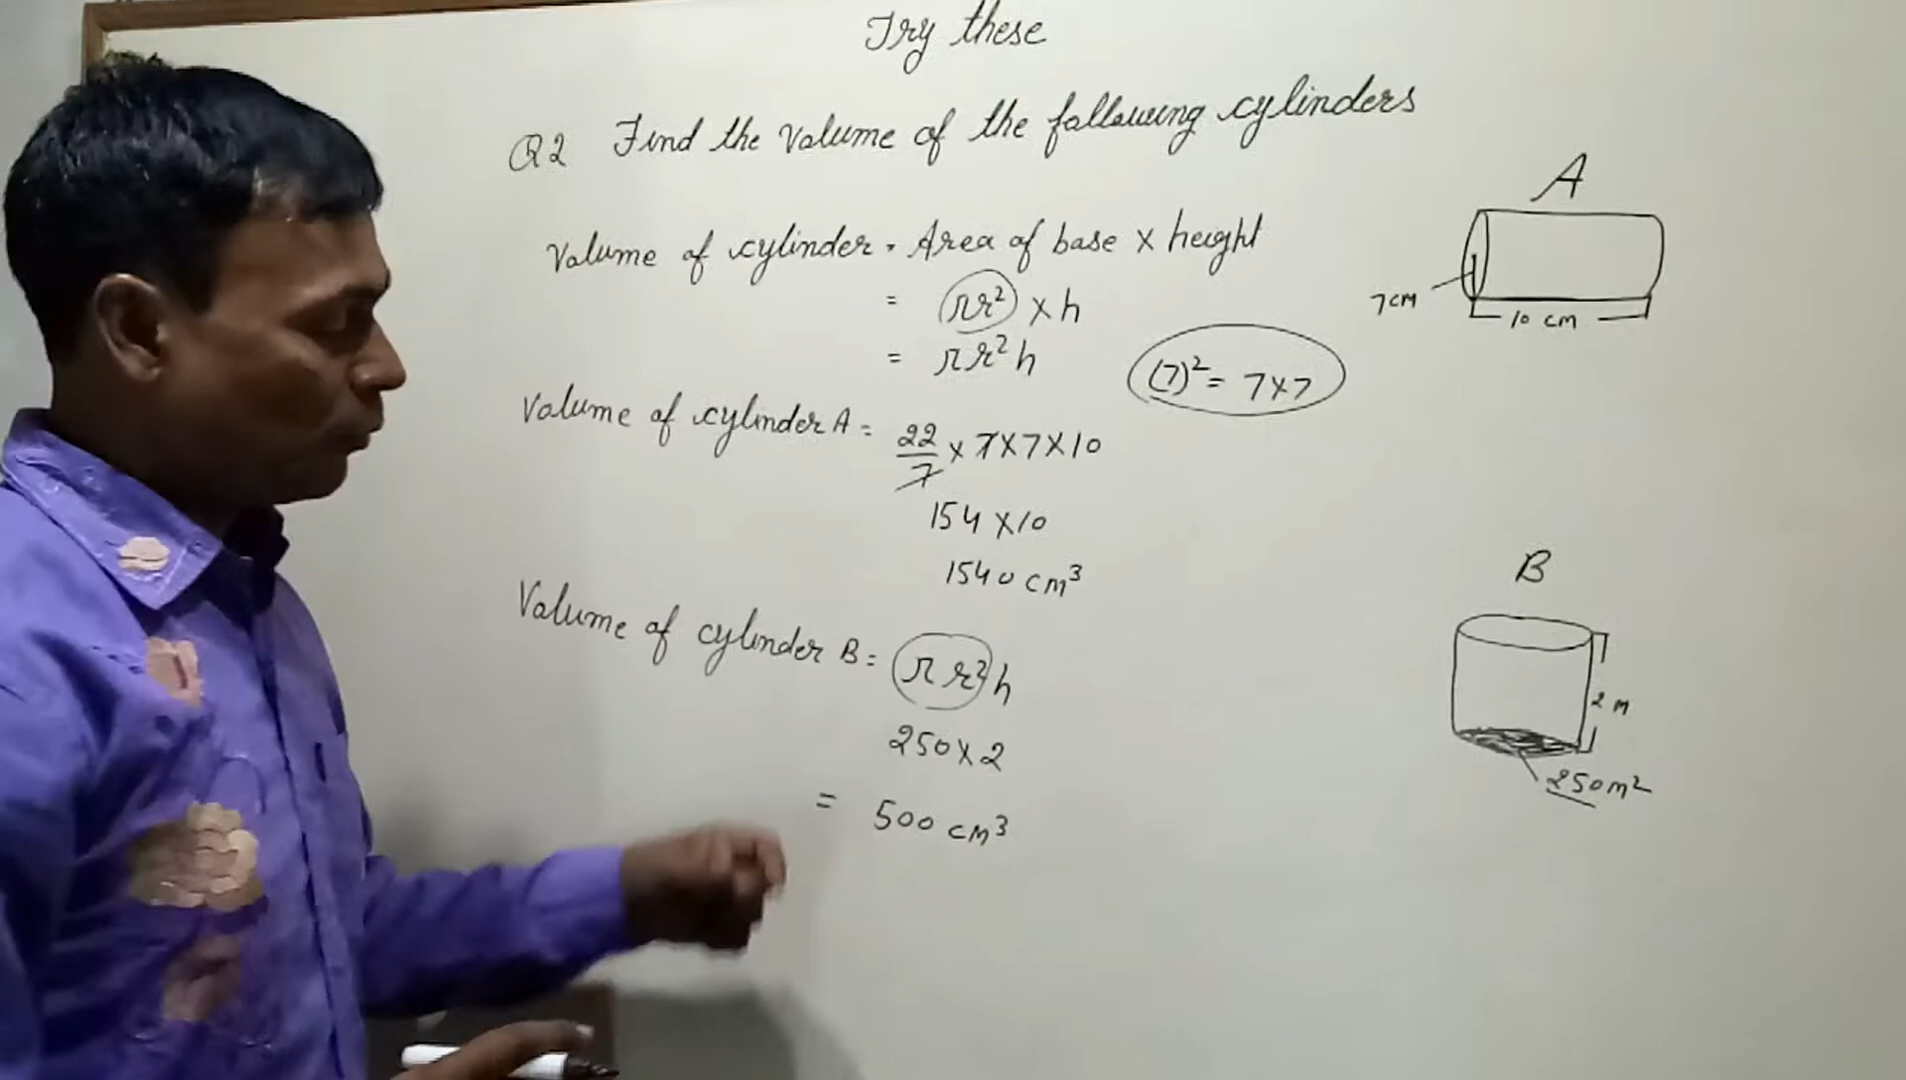 Try these
Q2 Find the Volume of the following cylinders
Volume of cylinder = Area of base × height
= πr² × h
= πr²h
(7)² = 7×7
Volume of cylinder A = 22/7 × 7×7×10
154 ×10
1540 cm³
Volume of cylinder B = πr²h
250×2
= 500 cm³
A
7cm
10 cm
B
2 m
250m²